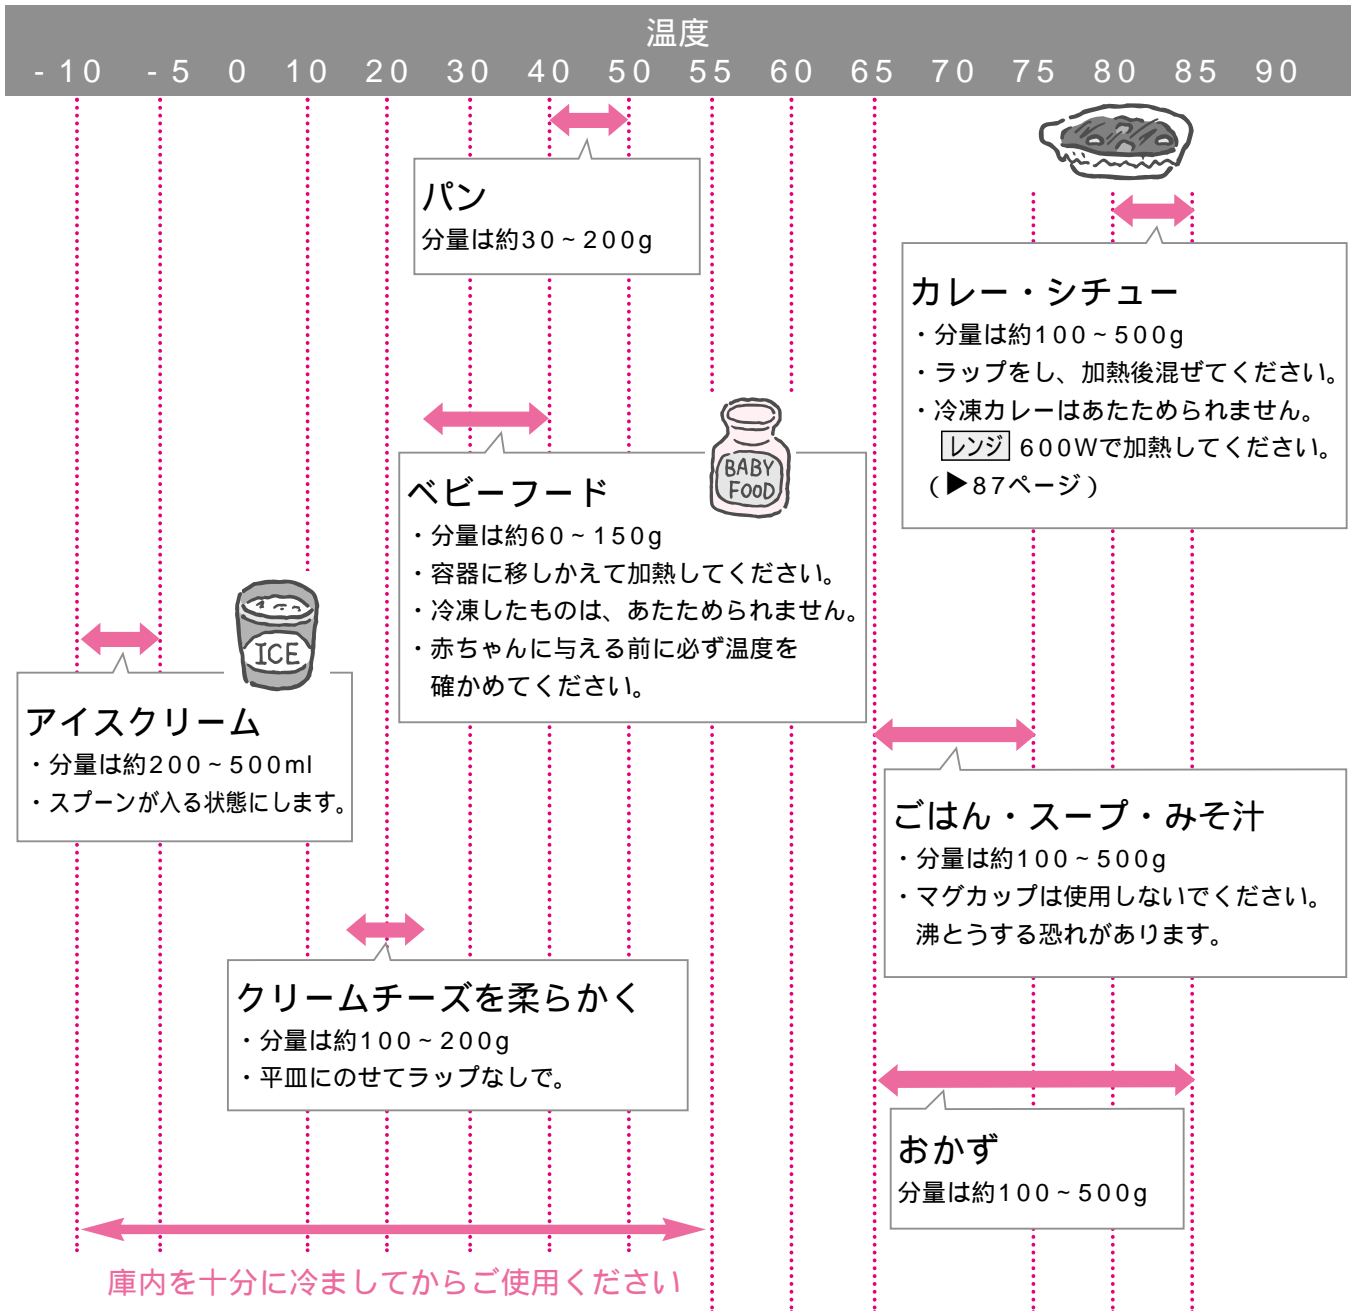 温度
-10 -5 0 10 20 30 40 50 55 60 65 70 75 80 85 90
パン
分量は約30~200g
カレー・シチュー
・分量は約100~500g
・ラップをし、加熱後混ぜてください。
・冷凍カレーはあたためられません。
レンジ 600Wで加熱してください。
(▶87ページ)
BABY
FOOD
ベビーフード
・分量は約60~150g
・容器に移しかえて加熱してください。
・冷凍したものは、あたためられません。
・赤ちゃんに与える前に必ず温度を
確かめてください。
ICE
アイスクリーム
・分量は約200~500ml
・スプーンが入る状態にします。
ごはん・スープ・みそ汁
・分量は約100~500g
・マグカップは使用しないでください。
沸とうする恐れがあります。
クリームチーズを柔らかく
・分量は約100~200g
・平皿にのせてラップなしで。
おかず
分量は約100~500g
庫内を十分に冷ましてからご使用ください